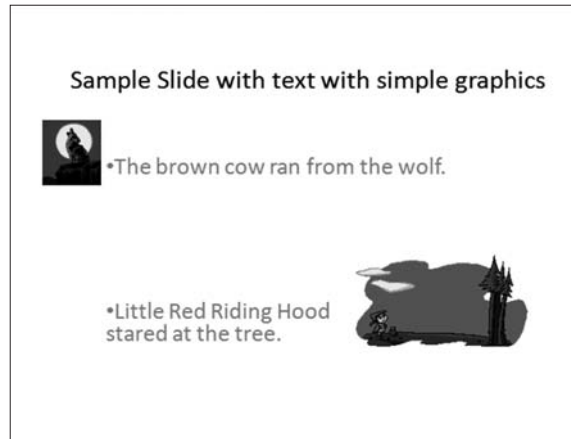 Sample Slide with text with simple graphics
•The brown cow ran from the wolf.
•Little Red Riding Hood
stared at the tree.